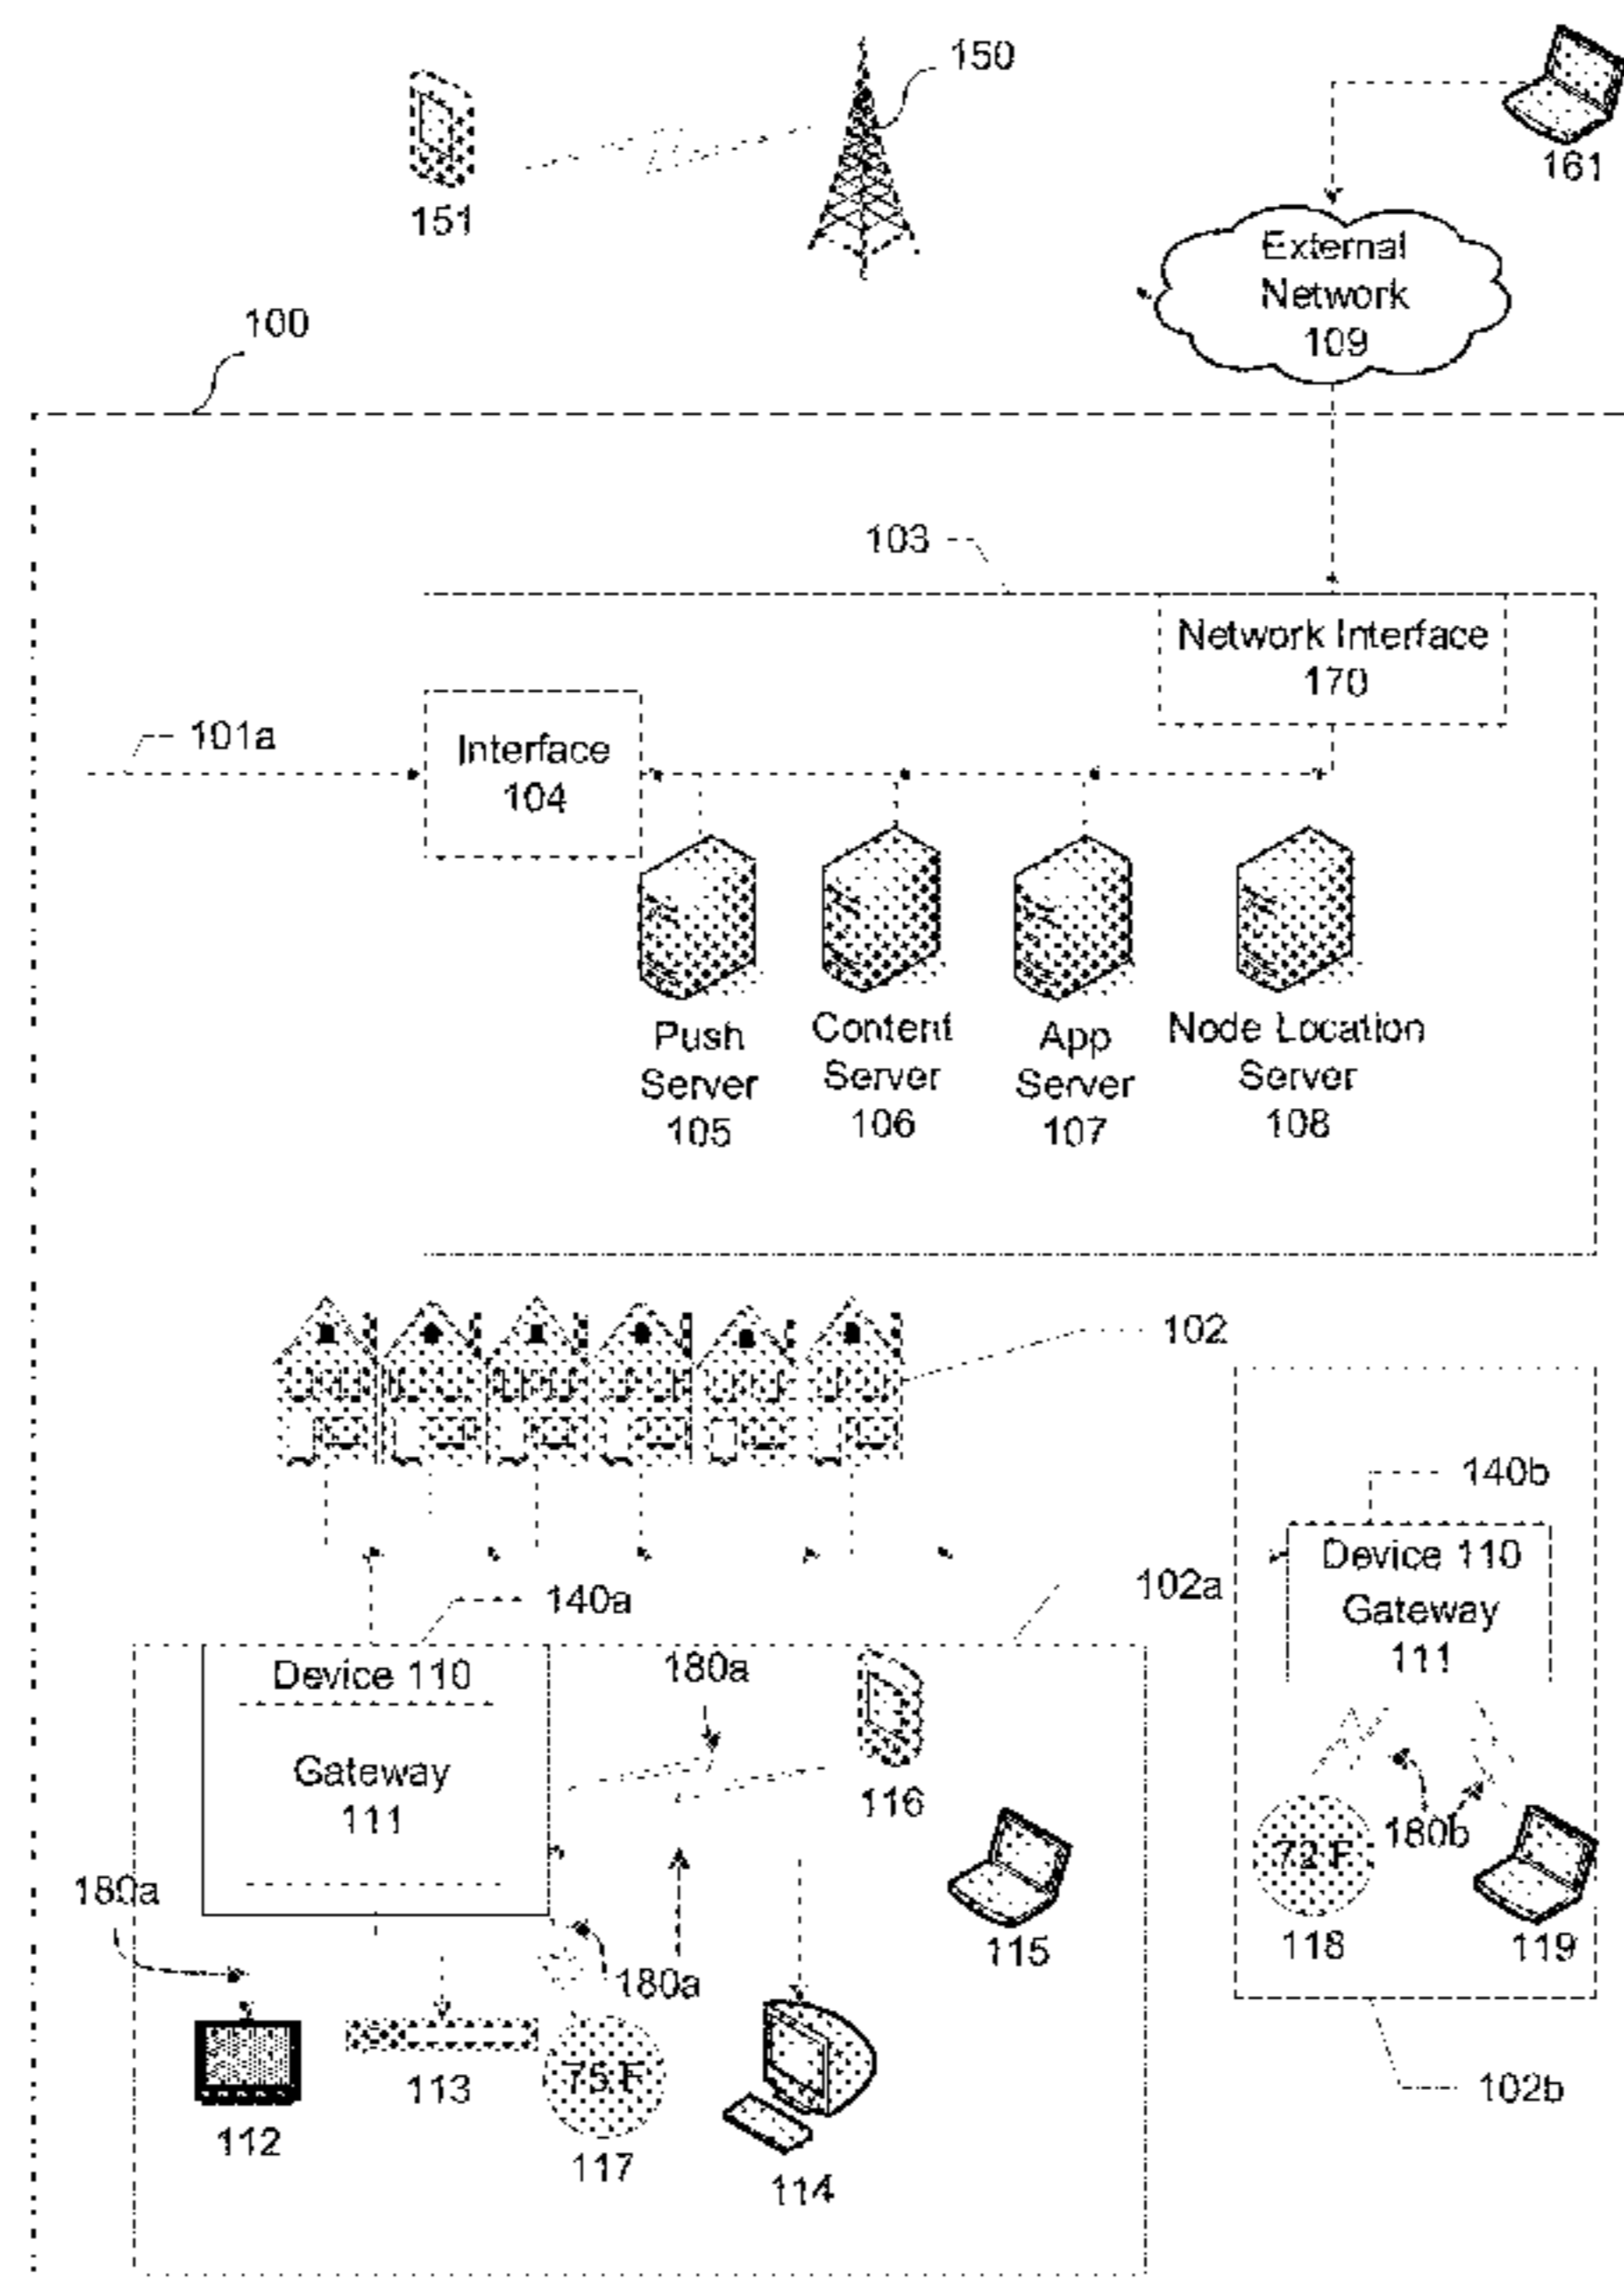 150
161
151
External
Network
109
100
103
Network Interface
170
101a
Interface
104
Push
Server
105
Content
Server
106
App
Server
107
Node Location
Server
108
102
140b
Device 110
Gateway
111
102a
140a
Device 110
Gateway
111
180a
116
180b
72 F
118
119
115
180a
180a
112
113
75 F
117
114
102b